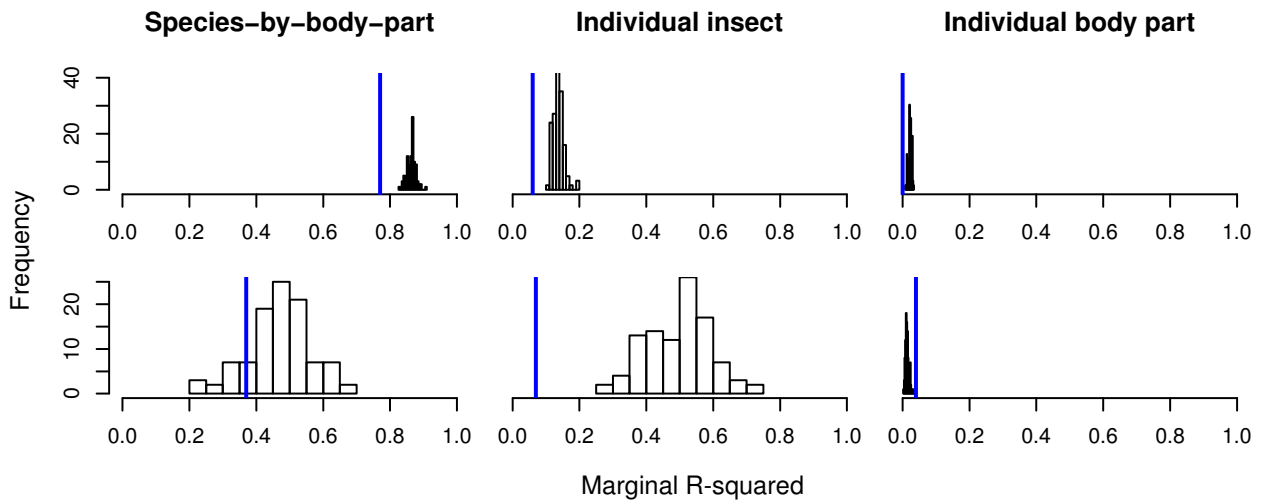 Species−by−body−part Individual insect Individual body part
Frequency
40
20
0
0.0 0.2 0.4 0.6 0.8 1.0 0.0 0.2 0.4 0.6 0.8 1.0 0.0 0.2 0.4 0.6 0.8 1.0
20
10
0
0.0 0.2 0.4 0.6 0.8 1.0 0.0 0.2 0.4 0.6 0.8 1.0 0.0 0.2 0.4 0.6 0.8 1.0
Marginal R-squared